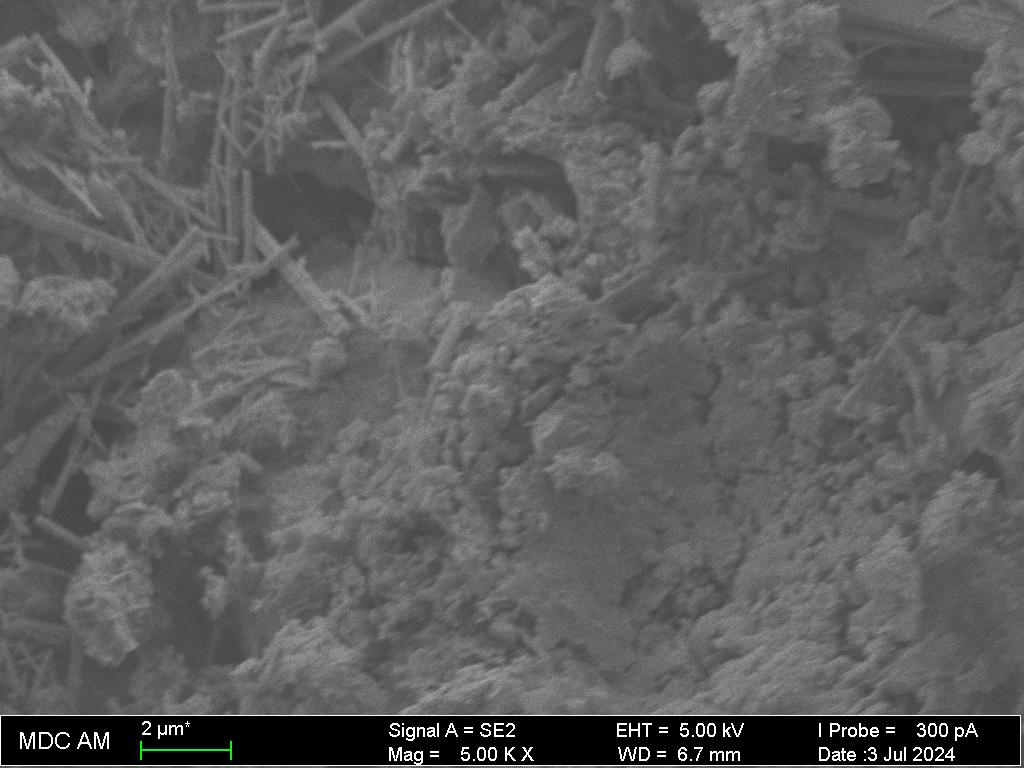 MDC AM
2 µm*
Signal A = SE2
Mag = 5.00 K X
EHT = 5.00 kV
WD = 6.7 mm
I Probe = 300 pA
Date :3 Jul 2024